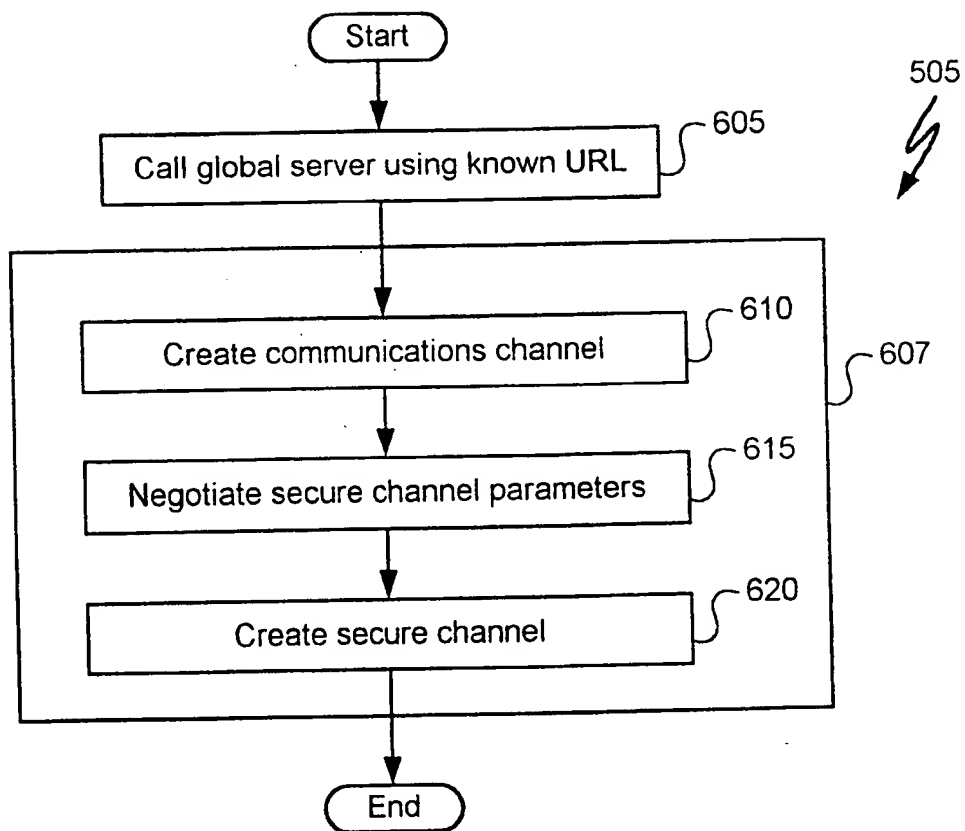 Start
505
605
Call global server using known URL
610
Create communications channel
607
615
Negotiate secure channel parameters
620
Create secure channel
End